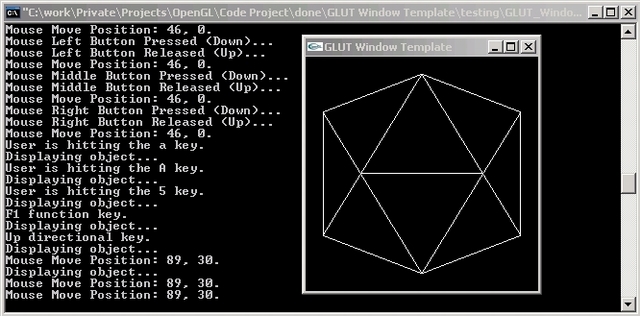 "C:\work\Private\Projects\OpenGL\Code Project\done\GLUT Window Template\testing\GLUT_Windo...
Mouse Move Position: 46, 0.
Mouse Left Button Pressed (Down)...
Mouse Left Button Released (Up)...
Mouse Move Position: 46, 0.
Mouse Middle Button Pressed (Down)...
Mouse Middle Button Released (Up)...
Mouse Move Position: 46, 0.
Mouse Right Button Pressed (Down)...
Mouse Right Button Released (Up)...
Mouse Move Position: 46, 0.
User is hitting the a key.
Displaying object...
User is hitting the A key.
Displaying object...
User is hitting the 5 key.
Displaying object...
F1 function key.
Displaying object...
Up directional key.
Displaying object...
Mouse Move Position: 89, 30.
Displaying object...
Mouse Move Position: 89, 30.
Mouse Move Position: 89, 30.
GLUT Window Template